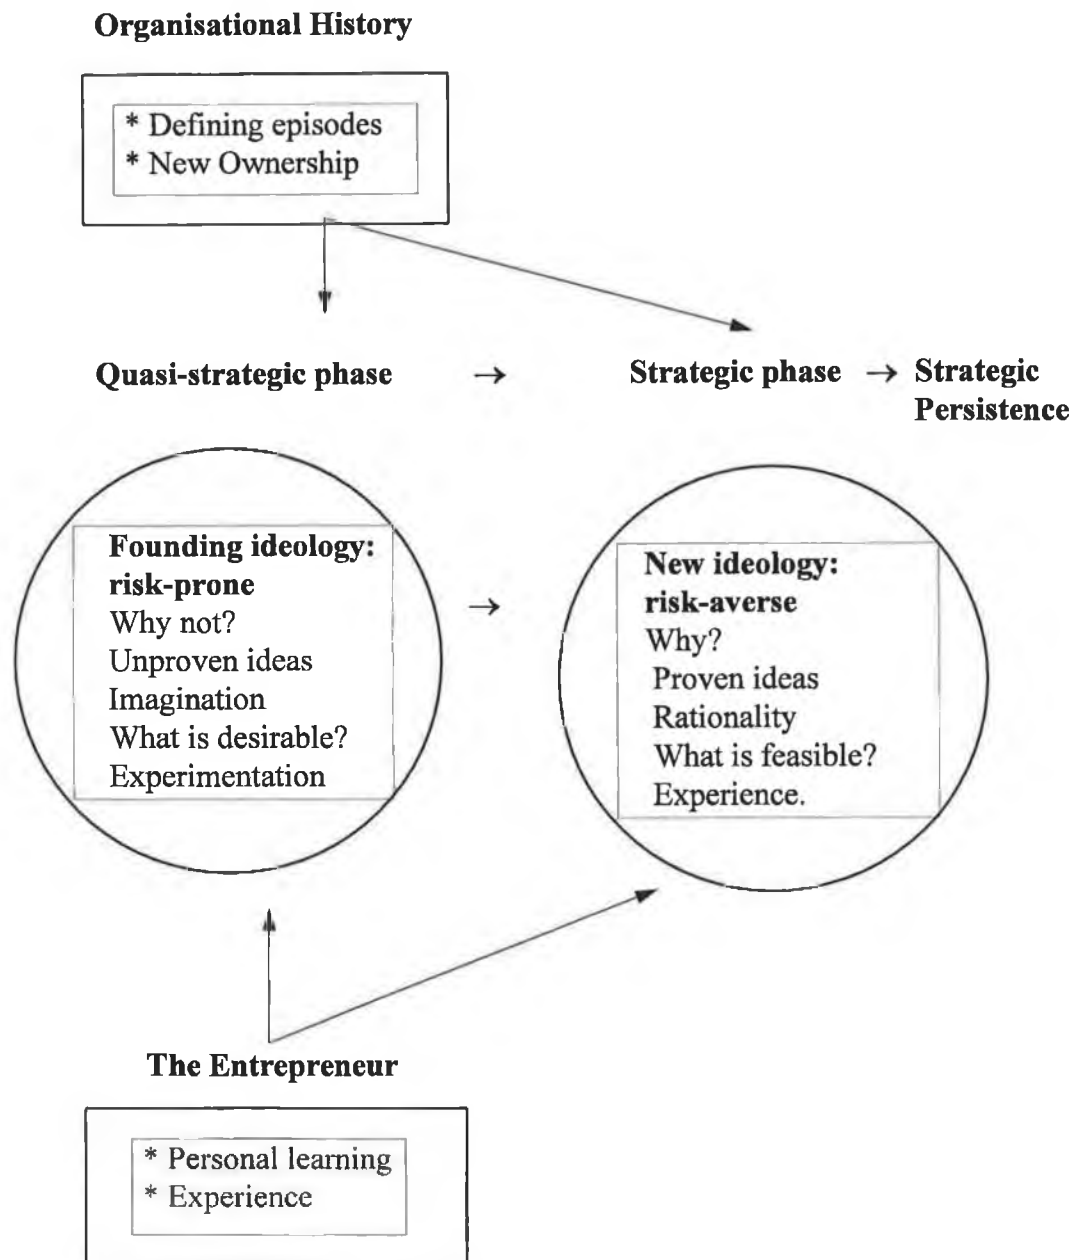 Organisational History
* Defining episodes
* New Ownership
Quasi-strategic phase → Strategic phase → Strategic
Persistence
Founding ideology:
risk-prone
Why not?
Unproven ideas
Imagination
What is desirable?
Experimentation
→
New ideology:
risk-averse
Why?
Proven ideas
Rationality
What is feasible?
Experience.
The Entrepreneur
* Personal learning
* Experience